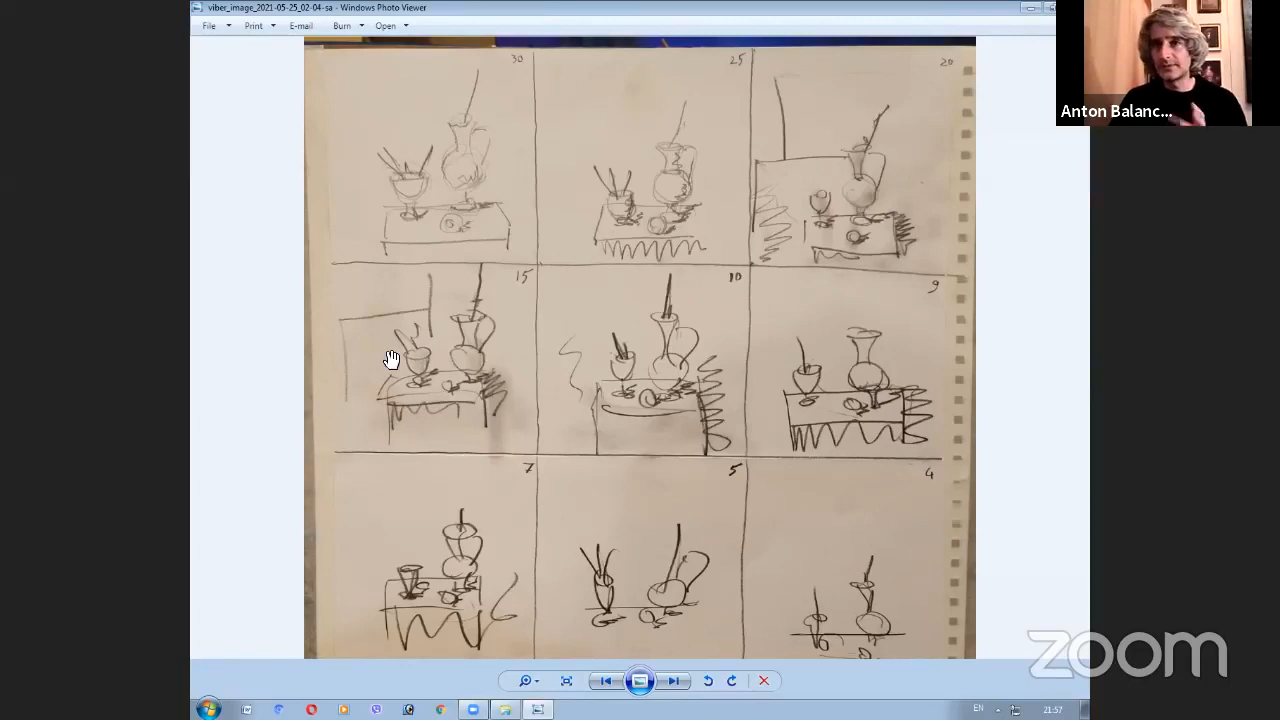 viber_image_2021-05-25_02-04-sa - Windows Photo Viewer
File Print E-mail Burn Open
Anton Balanc...
30 25 20
15 10 9
7 5 4
zoom
EN 21:57